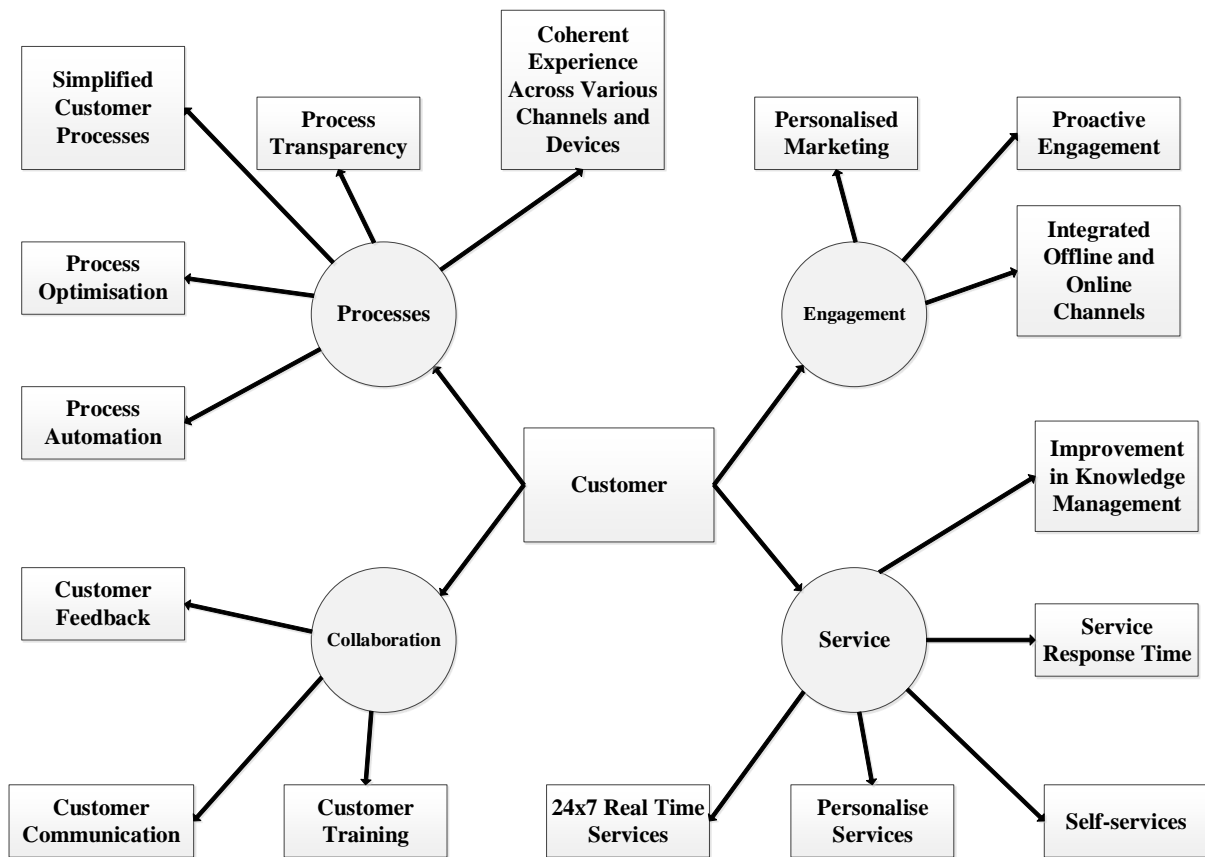 Simplified
Customer
Processes
Process
Transparency
Coherent
Experience
Across Various
Channels and
Devices
Personalised
Marketing
Proactive
Engagement
Process
Optimisation
Processes
Engagement
Integrated
Offline and
Online
Channels
Process
Automation
Customer
Improvement
in Knowledge
Management
Customer
Feedback
Collaboration
Service
Service
Response Time
Customer
Communication
Customer
Training
24x7 Real Time
Services
Personalise
Services
Self-services